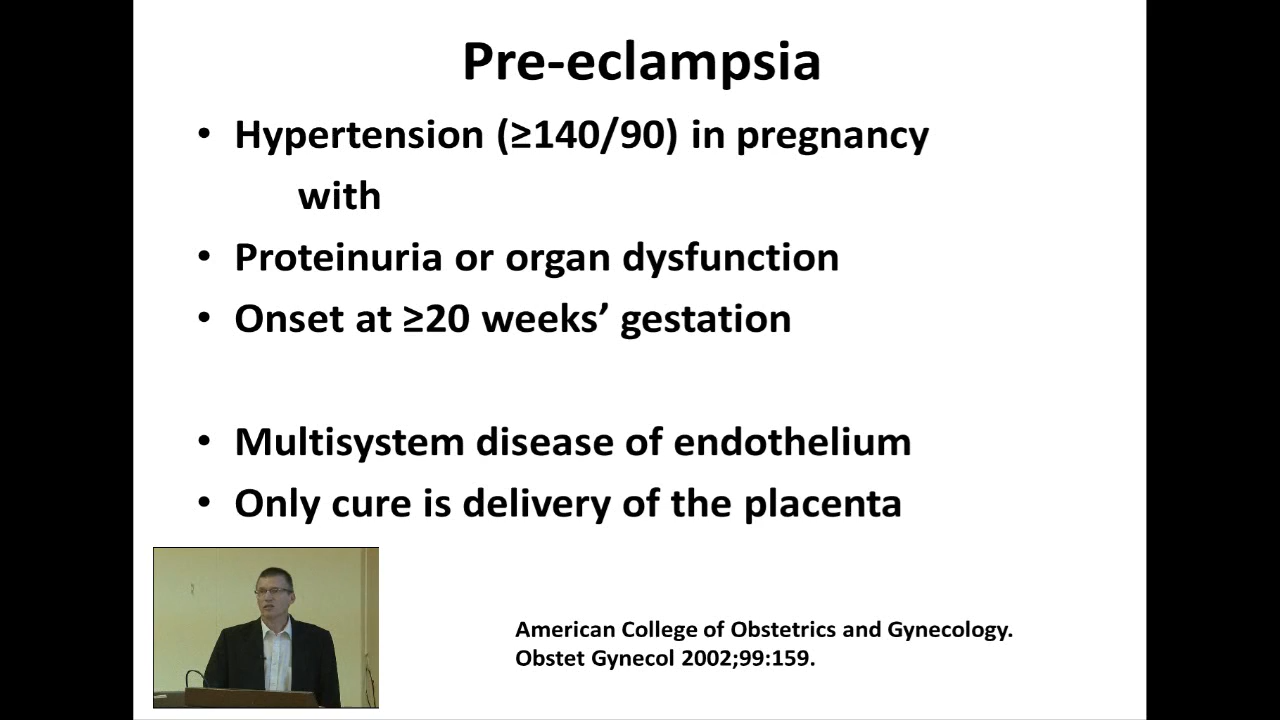 Pre-eclampsia
• Hypertension (≥140/90) in pregnancy
with
• Proteinuria or organ dysfunction
• Onset at ≥20 weeks’ gestation
• Multisystem disease of endothelium
• Only cure is delivery of the placenta
American College of Obstetrics and Gynecology.
Obstet Gynecol 2002;99:159.